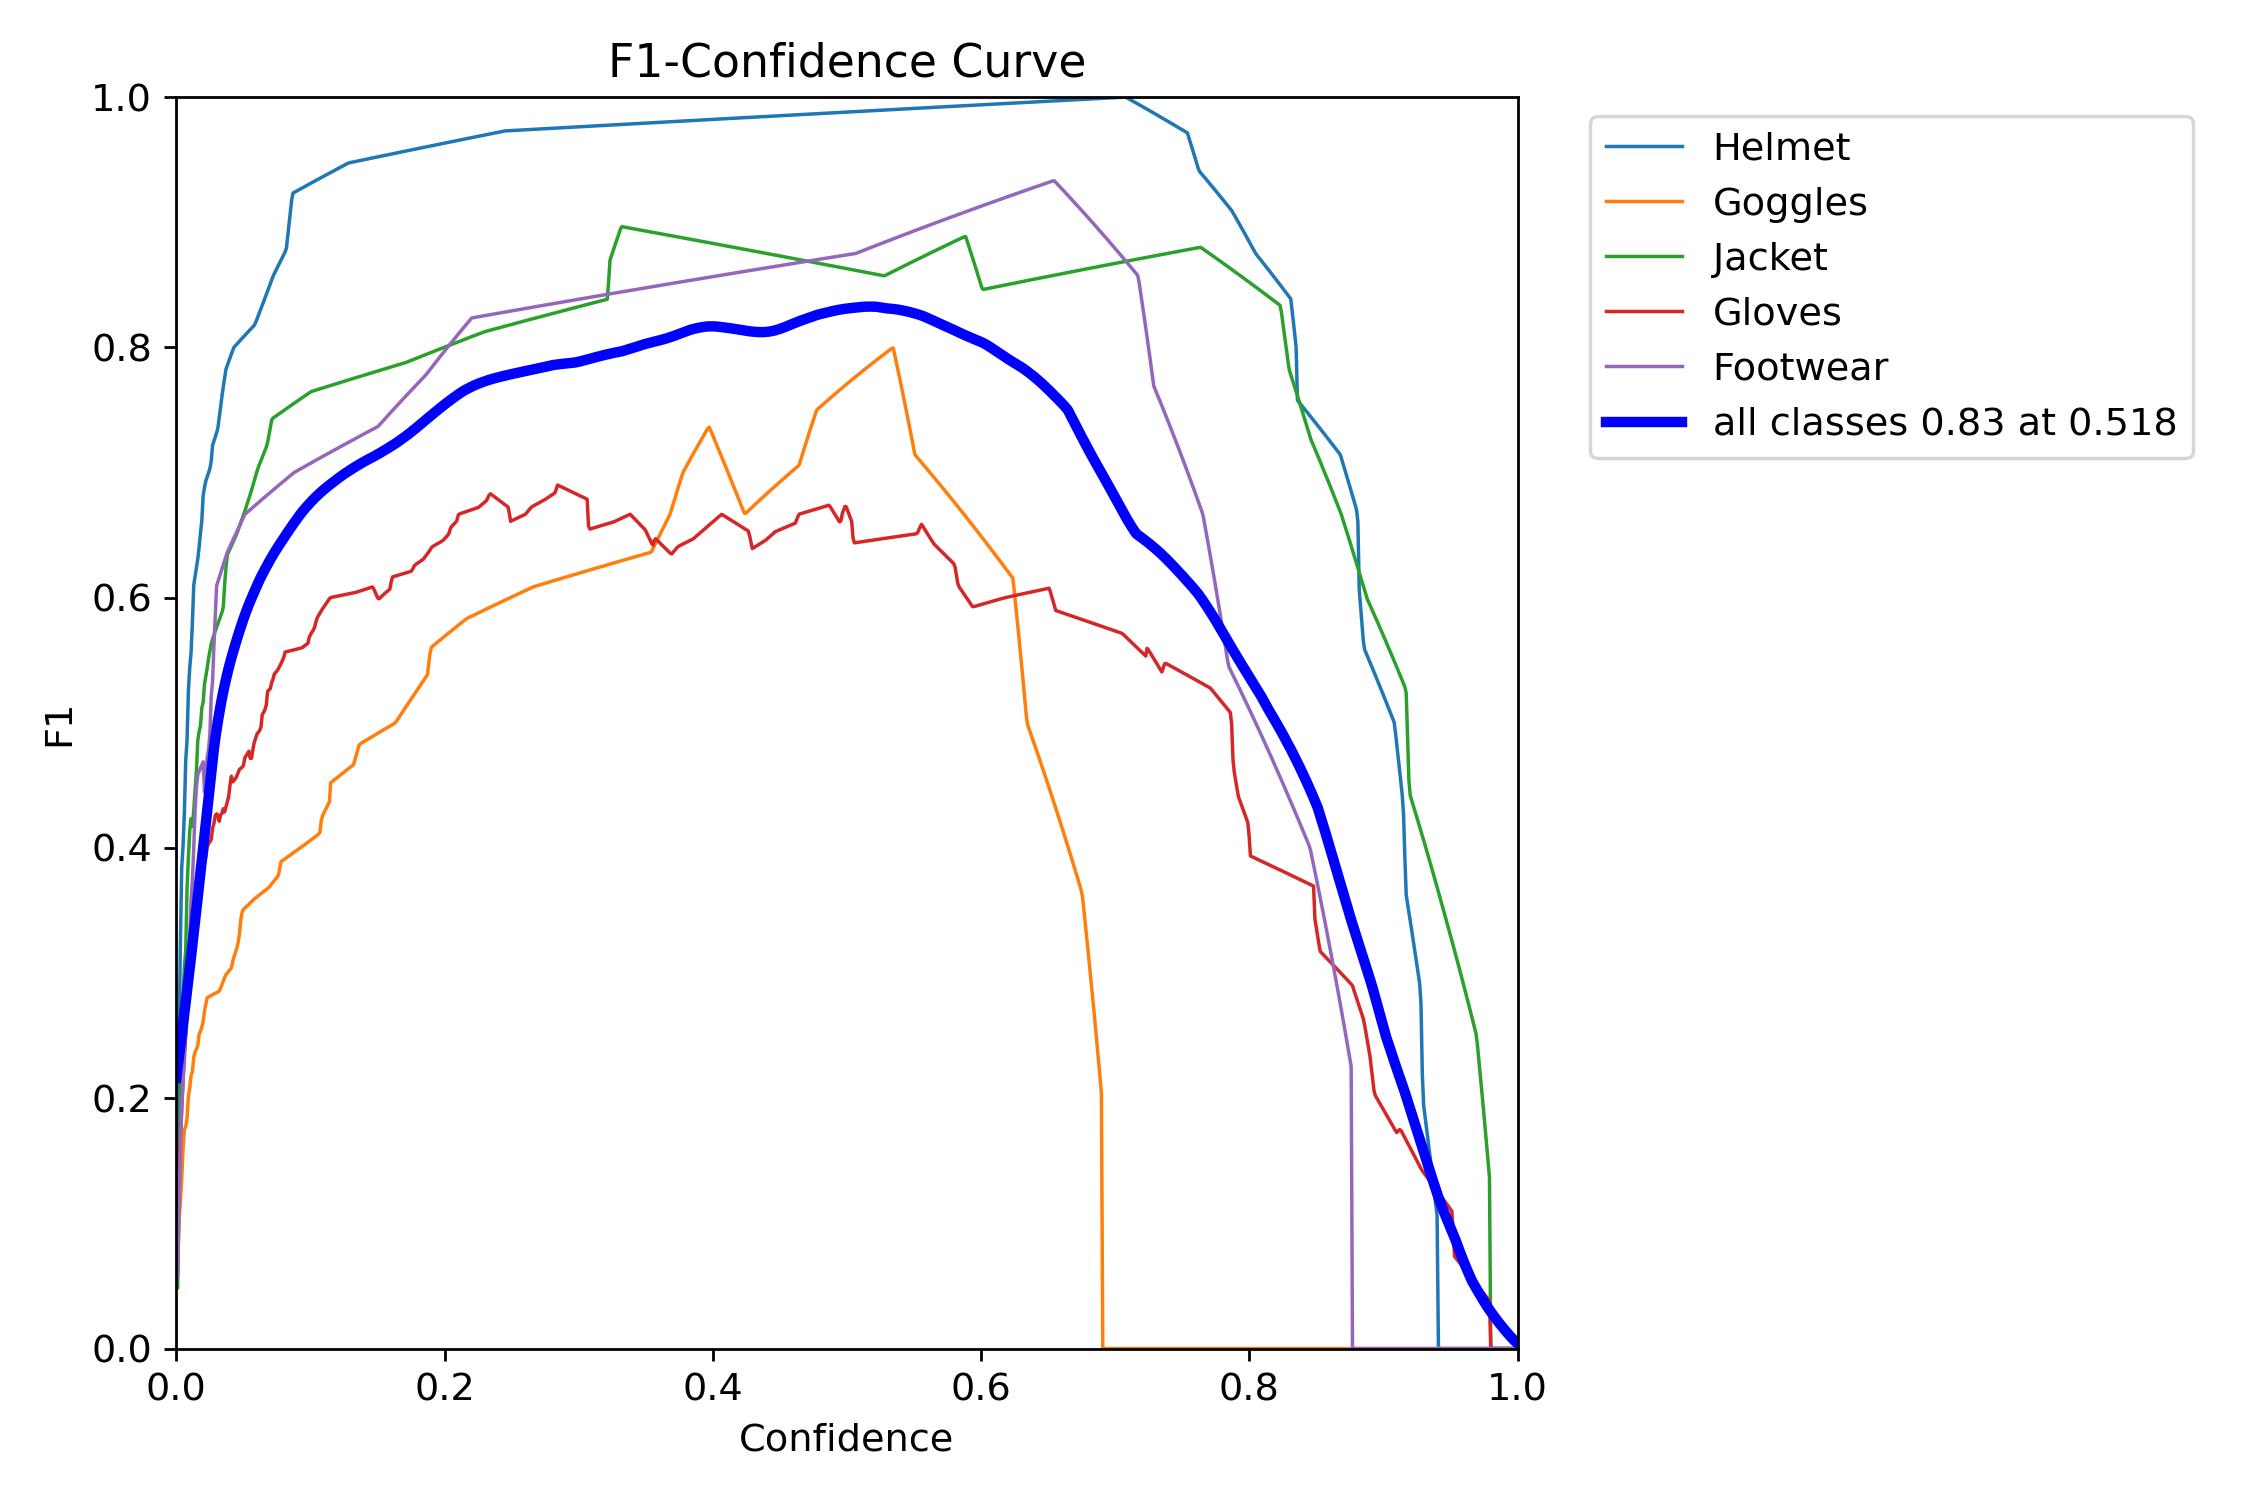 F1-Confidence Curve
1.0
0.8
0.6
0.4
0.2
0.0
F1
0.0 0.2 0.4 0.6 0.8 1.0
Confidence
Helmet
Goggles
Jacket
Gloves
Footwear
all classes 0.83 at 0.518